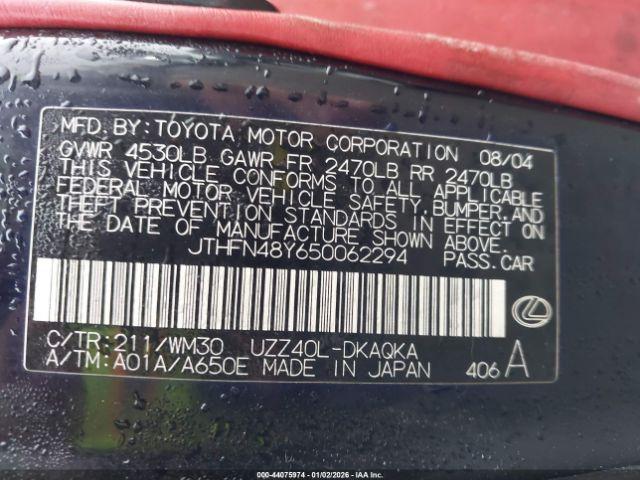 MFD.BY:TOYOTA MOTOR CORPORATION 08/04
GVWR 4530LB GAWR FR 2470LB RR 2470LB
THIS VEHICLE CONFORMS TO ALL APPLICABLE
FEDERAL MOTOR VEHICLE SAFETY,BUMPER,AND
THEFT PREVENTION STANDARDS IN EFFECT ON
THE DATE OF MANUFACTURE SHOWN ABOVE.
JTHFN48Y650062294 PASS.CAR
C/TR:211/WM30 UZZ40L-DKAQKA
A/TM:A01A/A650E MADE IN JAPAN 406 A
000-44075974 | 01/02/2026 - IAA Inc.